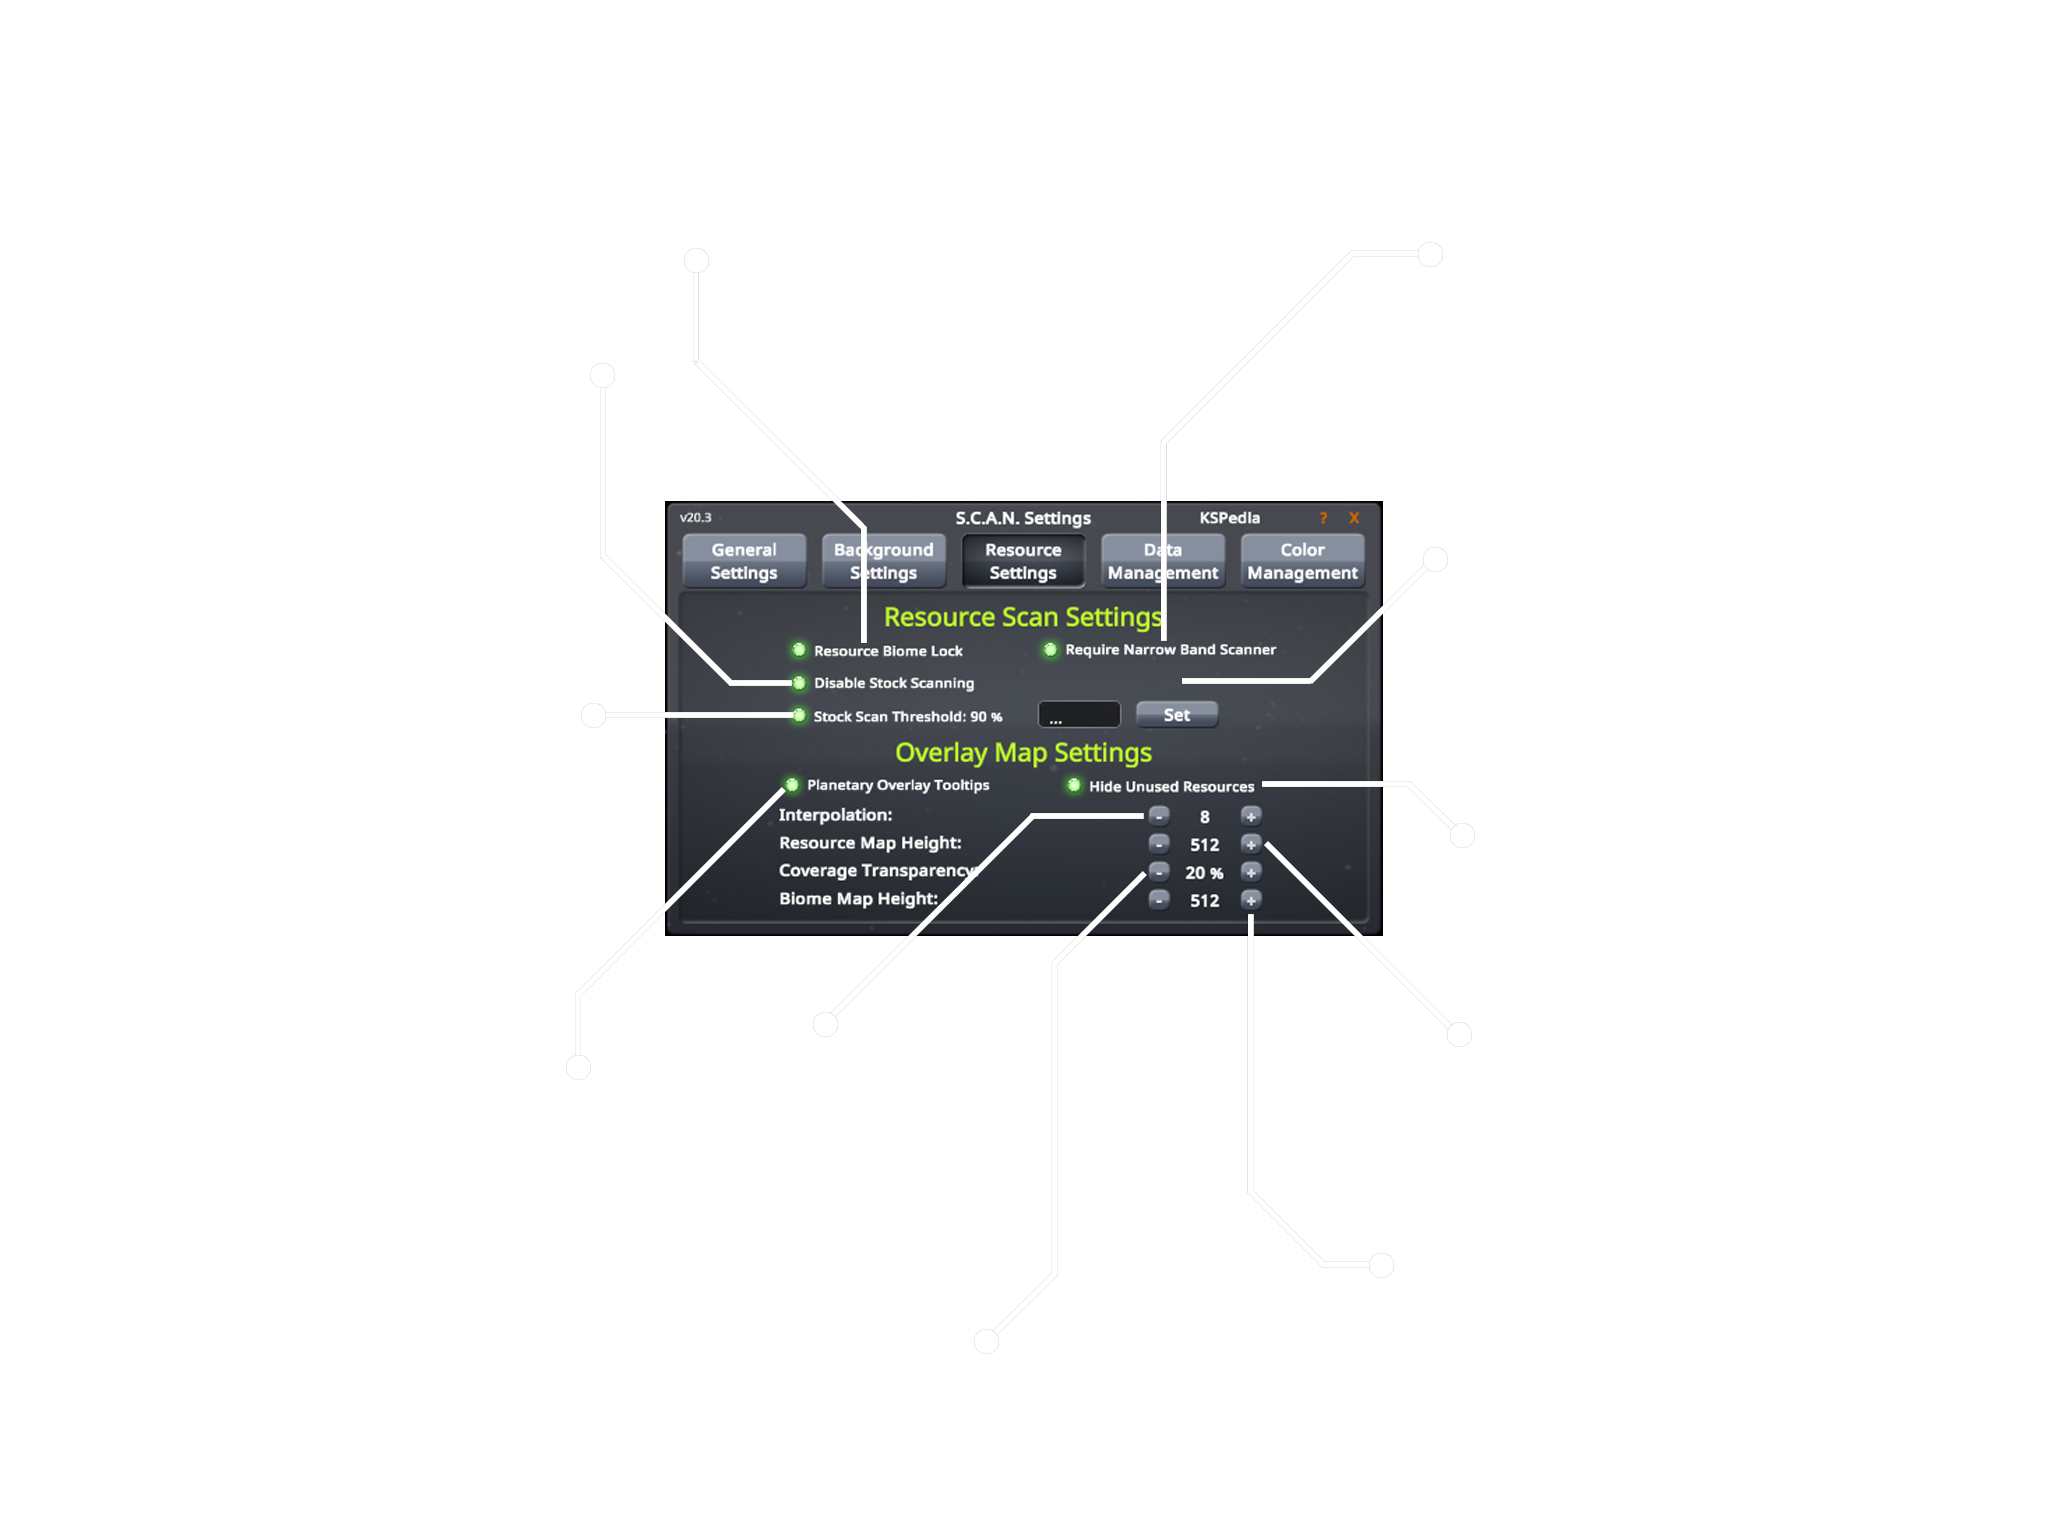 v20.3
S.C.A.N. Settings
KSPedia
?
X
General
Settings
Background
Settings
Resource
Settings
Data
Management
Color
Management
Resource Scan Settings
Resource Biome Lock
Require Narrow Band Scanner
Disable Stock Scanning
Stock Scan Threshold: 90 %
...
Set
Overlay Map Settings
Planetary Overlay Tooltips
Hide Unused Resources
Interpolation:
- 8 +
Resource Map Height:
- 512 +
Coverage Transparency:
- 20 % +
Biome Map Height:
- 512 +